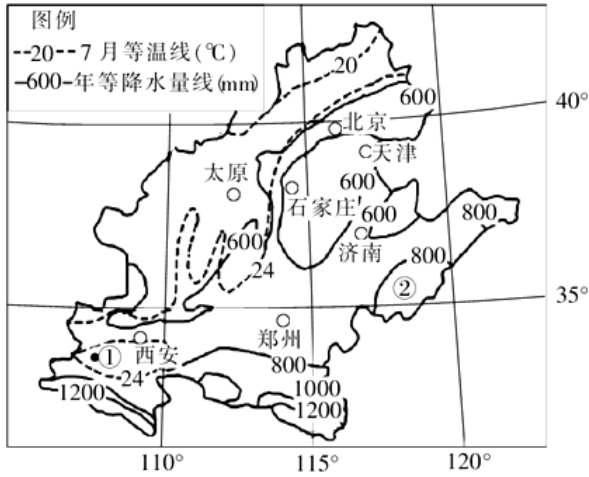 图例
--20-- 7月等温线(℃)
-600-年等降水量线(mm)
20
600
40°
北京
天津
太原
600
石家庄
600
800
济南
600
800
24
②
35°
郑州
①
西安
800
24
1200
1000
1200
110°
115°
120°